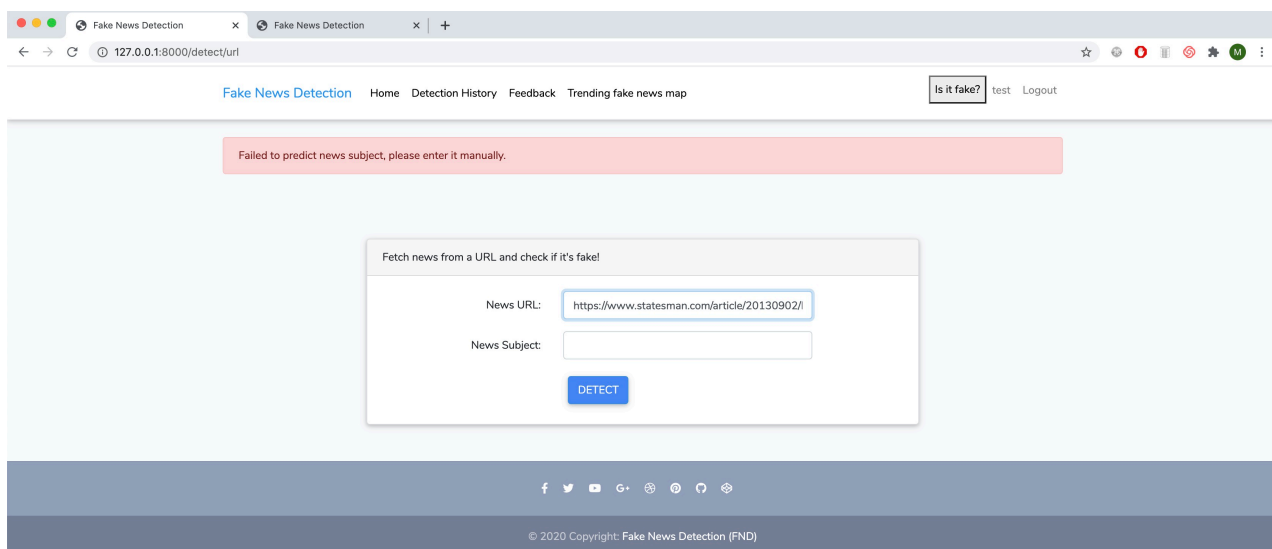 Fake News Detection
Fake News Detection
127.0.0.1:8000/detect/url
M
Fake News Detection Home Detection History Feedback Trending fake news map Is it fake? test Logout
Failed to predict news subject, please enter it manually.
Fetch news from a URL and check if it's fake!
News URL: https://www.statesman.com/article/20130902/
News Subject:
DETECT
© 2020 Copyright: Fake News Detection (FND)